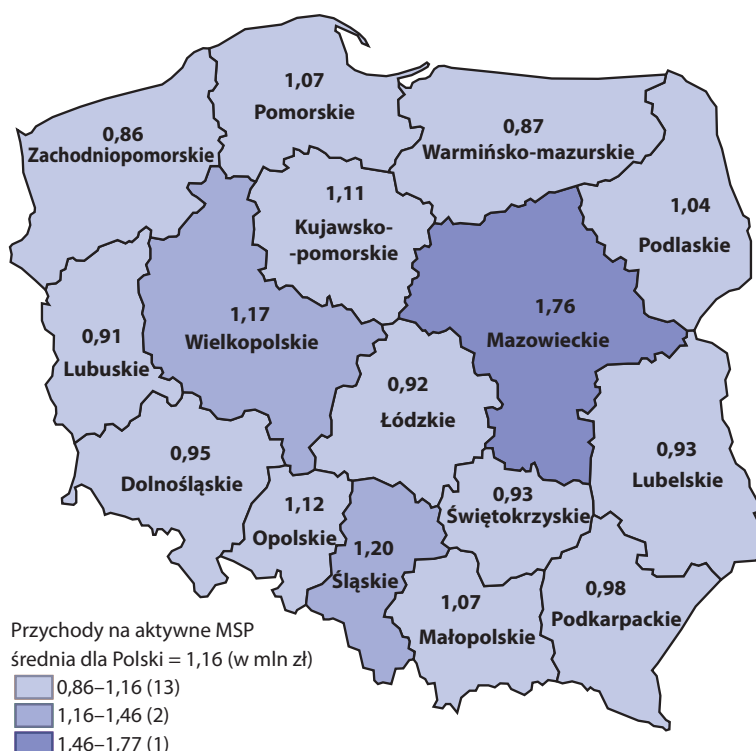 1,07
Pomorskie
0,86
Zachodniopomorskie
0,87
Warmińsko-mazurskie
1,11
Kujawsko-
-pomorskie
1,04
Podlaskie
1,17
Wielkopolskie
1,76
Mazowieckie
0,91
Lubuskie
0,92
Łódzkie
0,95
Dolnośląskie
0,93
Lubelskie
1,12
Opolskie
0,93
Świętokrzyskie
1,20
Śląskie
1,07
Małopolskie
0,98
Podkarpackie
Przychody na aktywne MSP
średnia dla Polski = 1,16 (w mln zł)
0,86–1,16 (13)
1,16–1,46 (2)
1,46–1,77 (1)